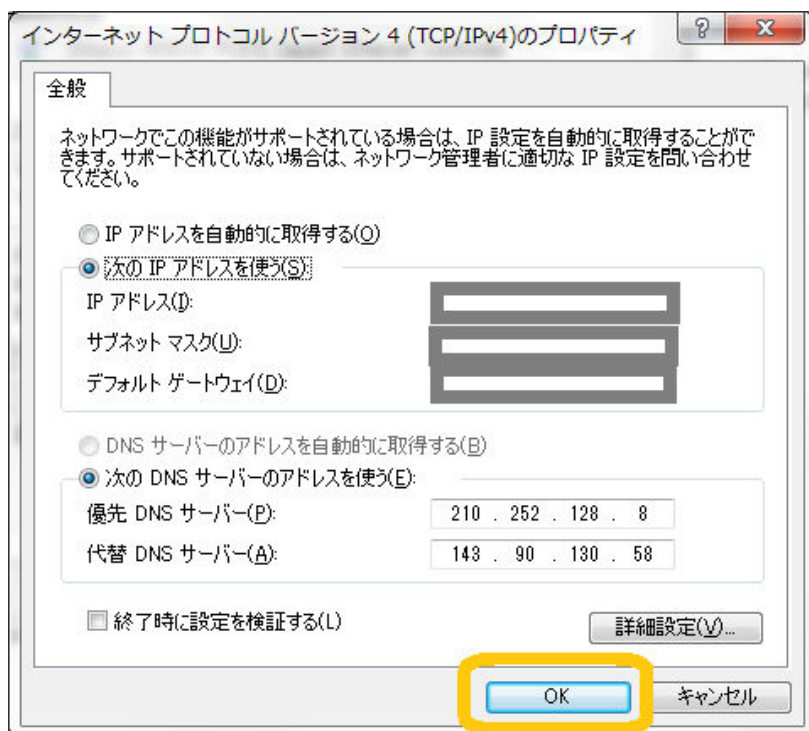 インターネット プロトコル バージョン 4 (TCP/IPv4)のプロパティ
全般
ネットワークでこの機能がサポートされている場合は、IP 設定を自動的に取得することがで
きます。サポートされていない場合は、ネットワーク管理者に適切な IP 設定を問い合わせ
てください。
IP アドレスを自動的に取得する(O)
次の IP アドレスを使う(S):
IP アドレス(I):
サブネット マスク(U):
デフォルト ゲートウェイ(D):
DNS サーバーのアドレスを自動的に取得する(B)
次の DNS サーバーのアドレスを使う(E):
優先 DNS サーバー(P): 210 . 252 . 128 . 8
代替 DNS サーバー(A): 143 . 90 . 130 . 58
終了時に設定を検証する(L)
詳細設定(V)...
OK キャンセル